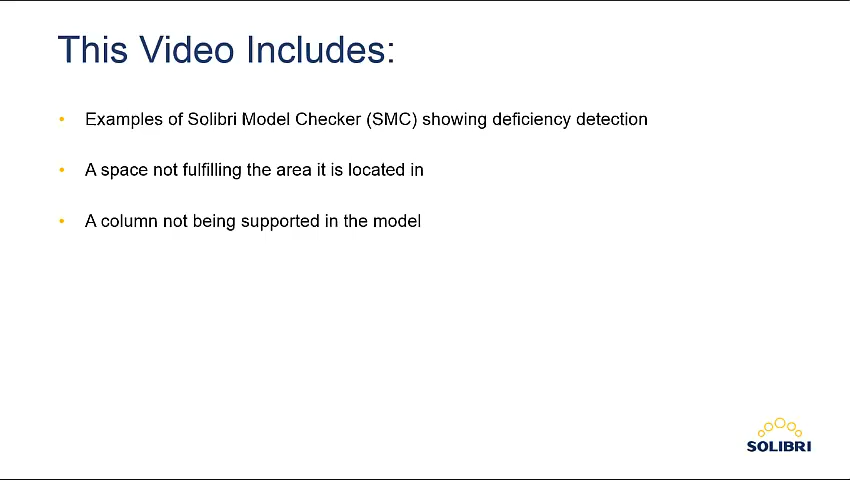 This Video Includes:
• Examples of Solibri Model Checker (SMC) showing deficiency detection
• A space not fulfilling the area it is located in
• A column not being supported in the model
SOLIBRI